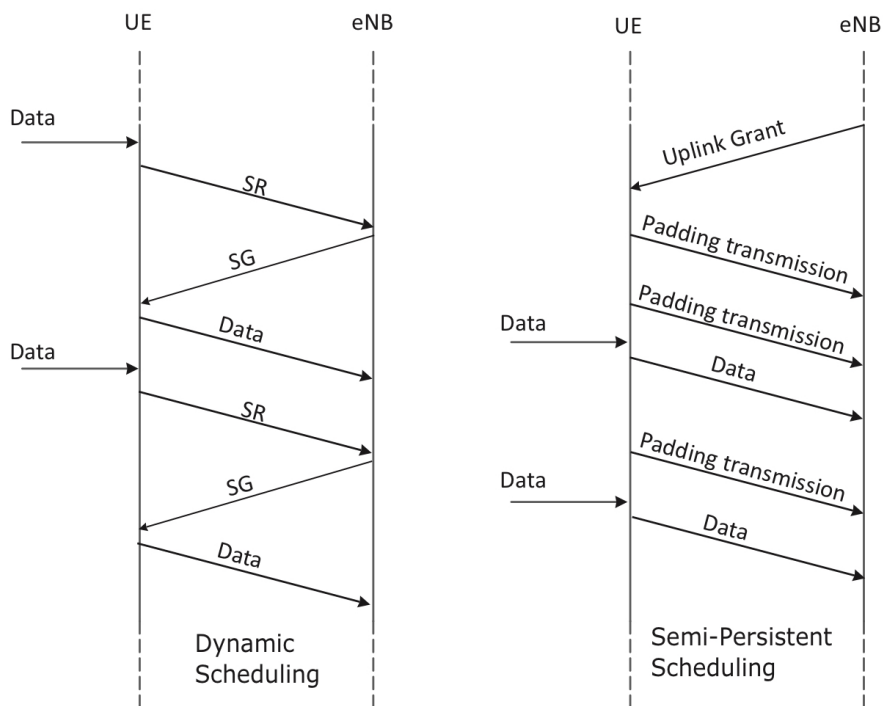 UE
eNB
Data
SR
SG
Data
Data
SR
SG
Data
Dynamic
Scheduling
UE
eNB
Uplink Grant
Padding transmission
Padding transmission
Data
Data
Padding transmission
Data
Data
Semi-Persistent
Scheduling